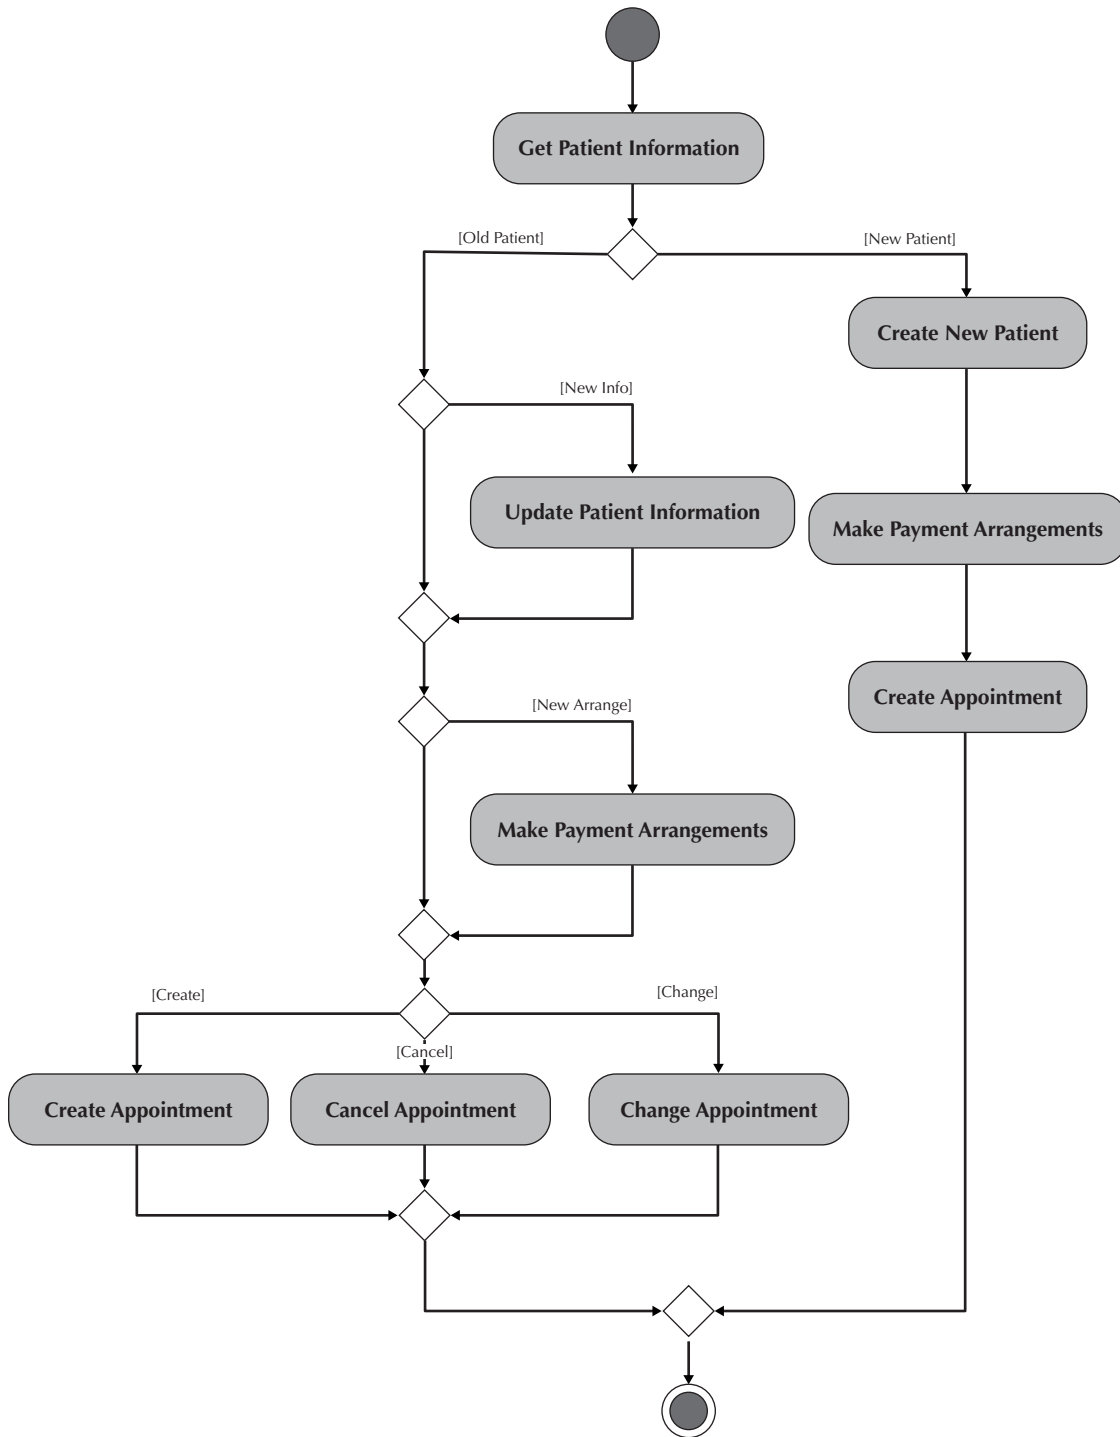 Get Patient Information
[Old Patient]
[New Patient]
Create New Patient
[New Info]
Update Patient Information
Make Payment Arrangements
Create Appointment
[New Arrange]
Make Payment Arrangements
[Create]
[Change]
[Cancel]
Create Appointment
Cancel Appointment
Change Appointment